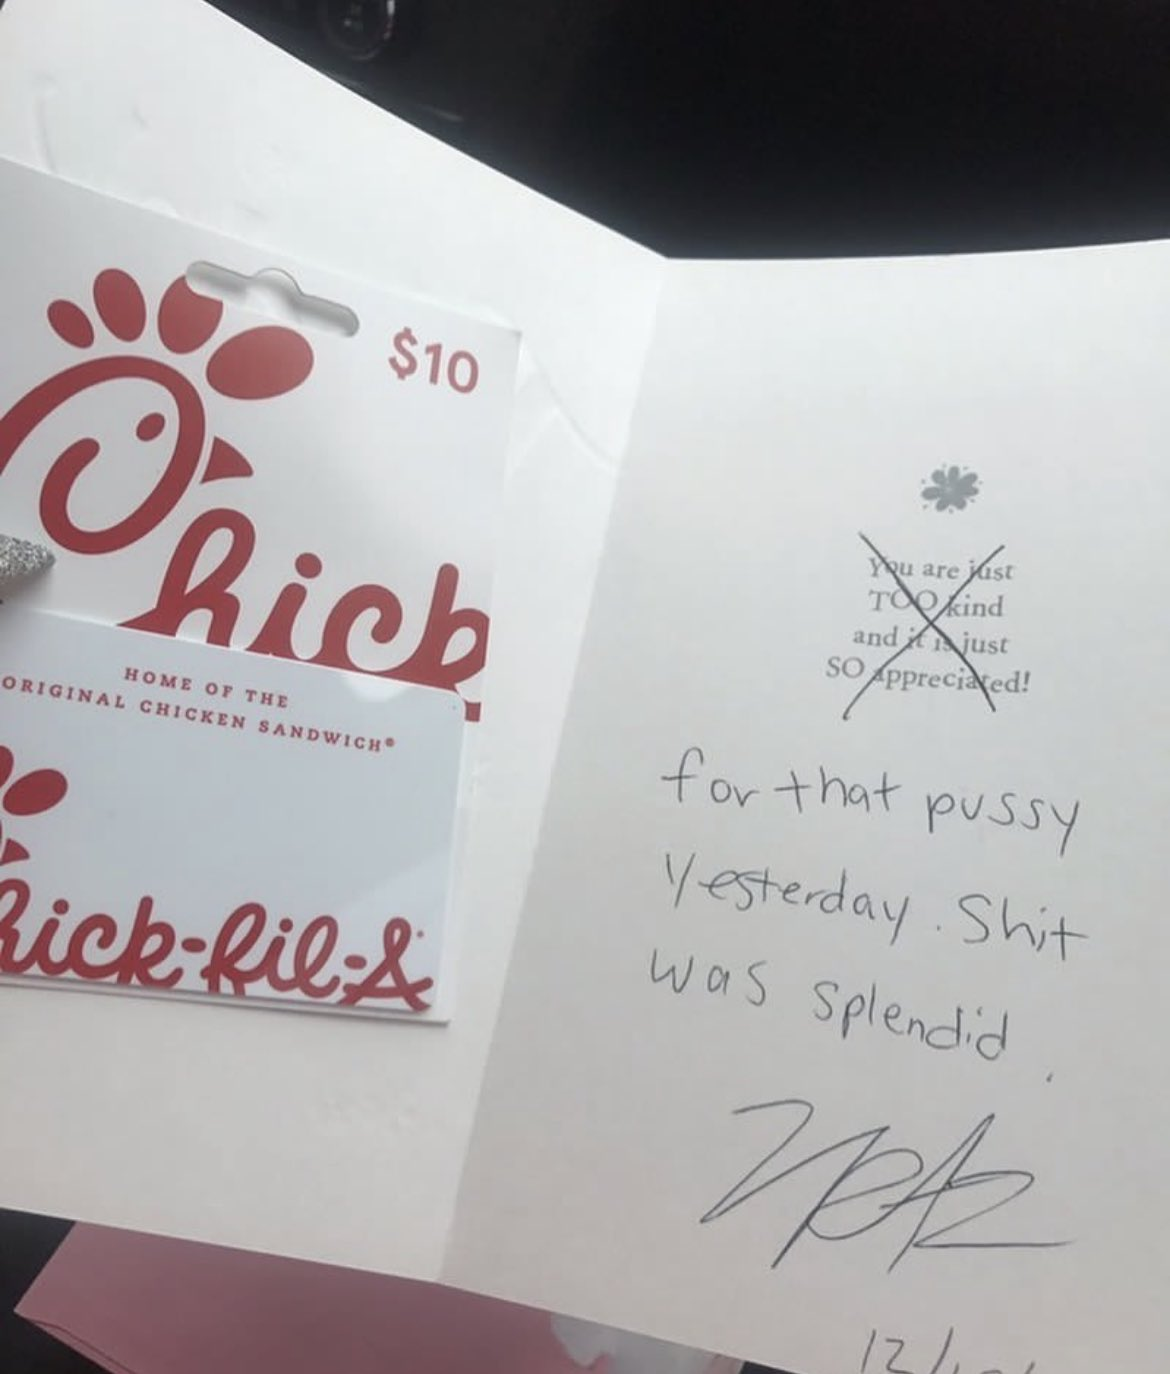 $10
Chick
HOME OF THE
ORIGINAL CHICKEN SANDWICH®
Chick-fil-A
You are just
TOO kind
and it is just
SO appreciated!
for that pussy
yesterday. Shit
was splendid.
12/